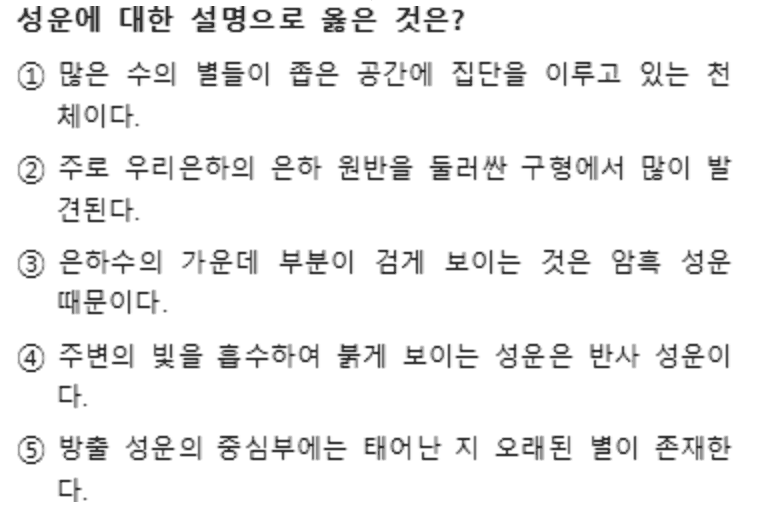 성운에 대한 설명으로 옳은 것은?
① 많은 수의 별들이 좁은 공간에 집단을 이루고 있는 천
체이다.
② 주로 우리은하의 은하 원반을 둘러싼 구형에서 많이 발
견된다.
③ 은하수의 가운데 부분이 검게 보이는 것은 암흑 성운
때문이다.
④ 주변의 빛을 흡수하여 붉게 보이는 성운은 반사 성운이
다.
⑤ 방출 성운의 중심부에는 태어난 지 오래된 별이 존재한
다.